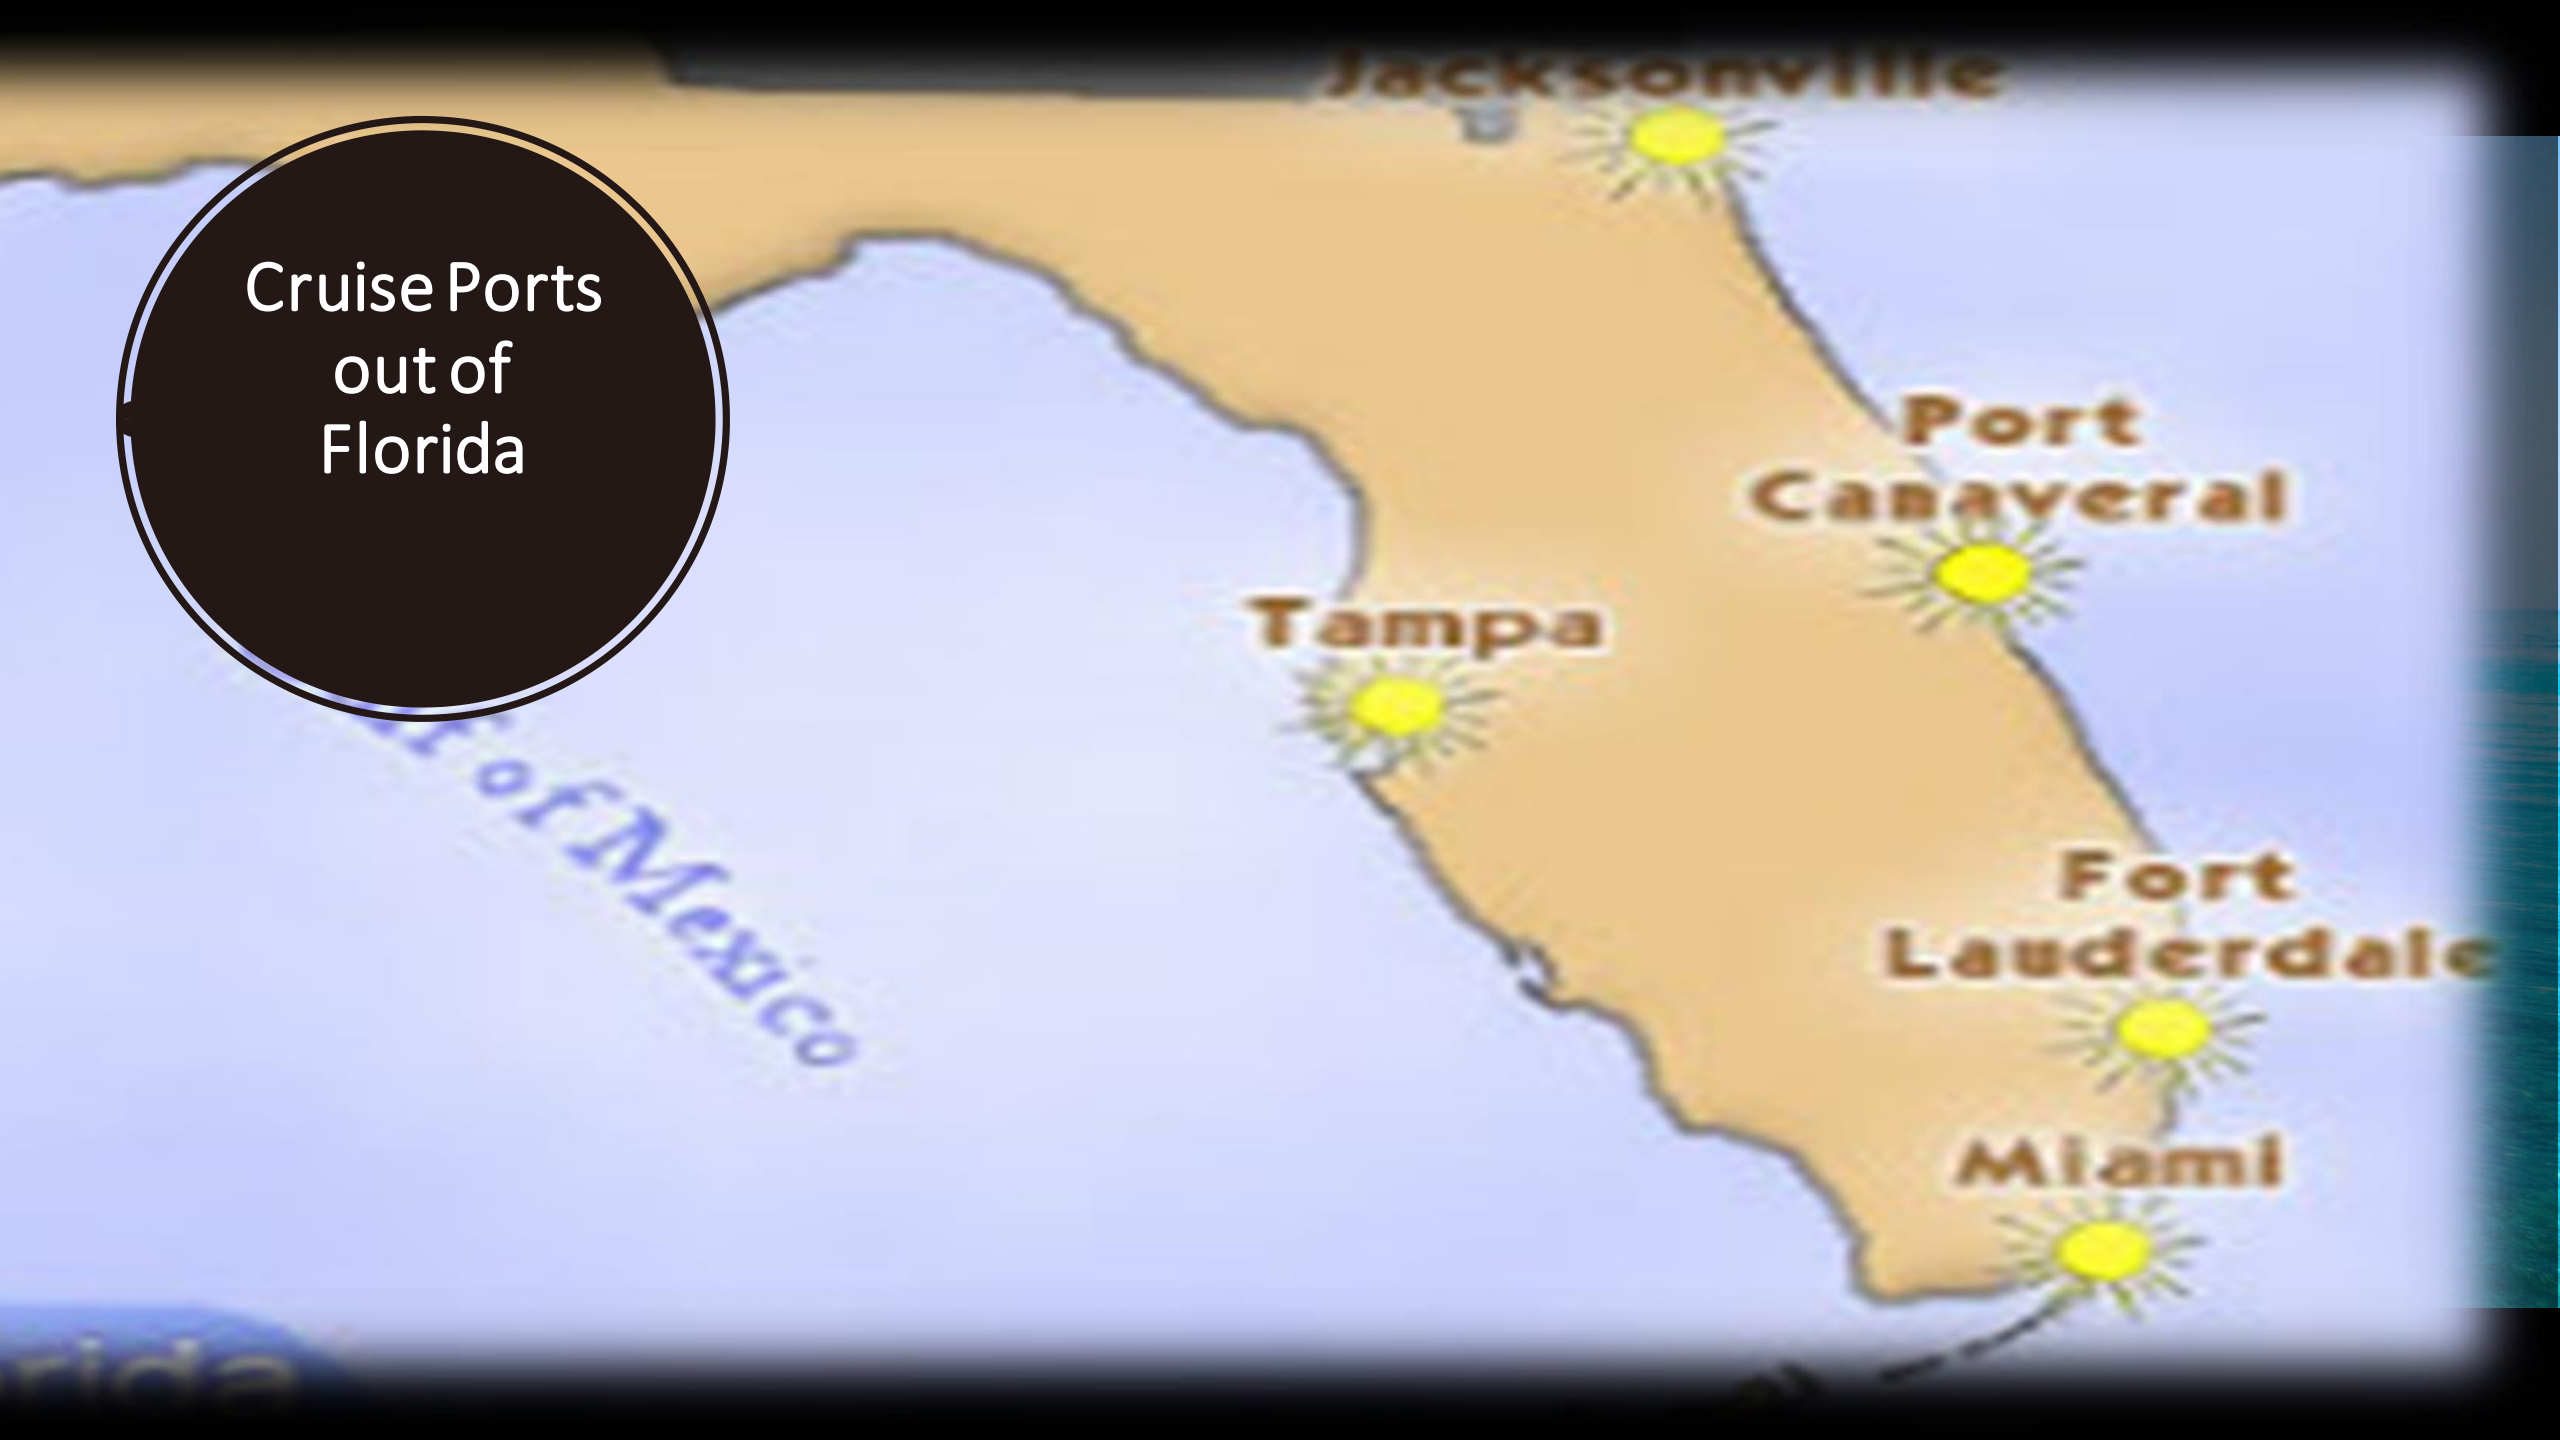 Cruise Ports
out of
Florida
Jacksonville
Port
Canaveral
Tampa
Fort
Lauderdale
Miami
of Mexico